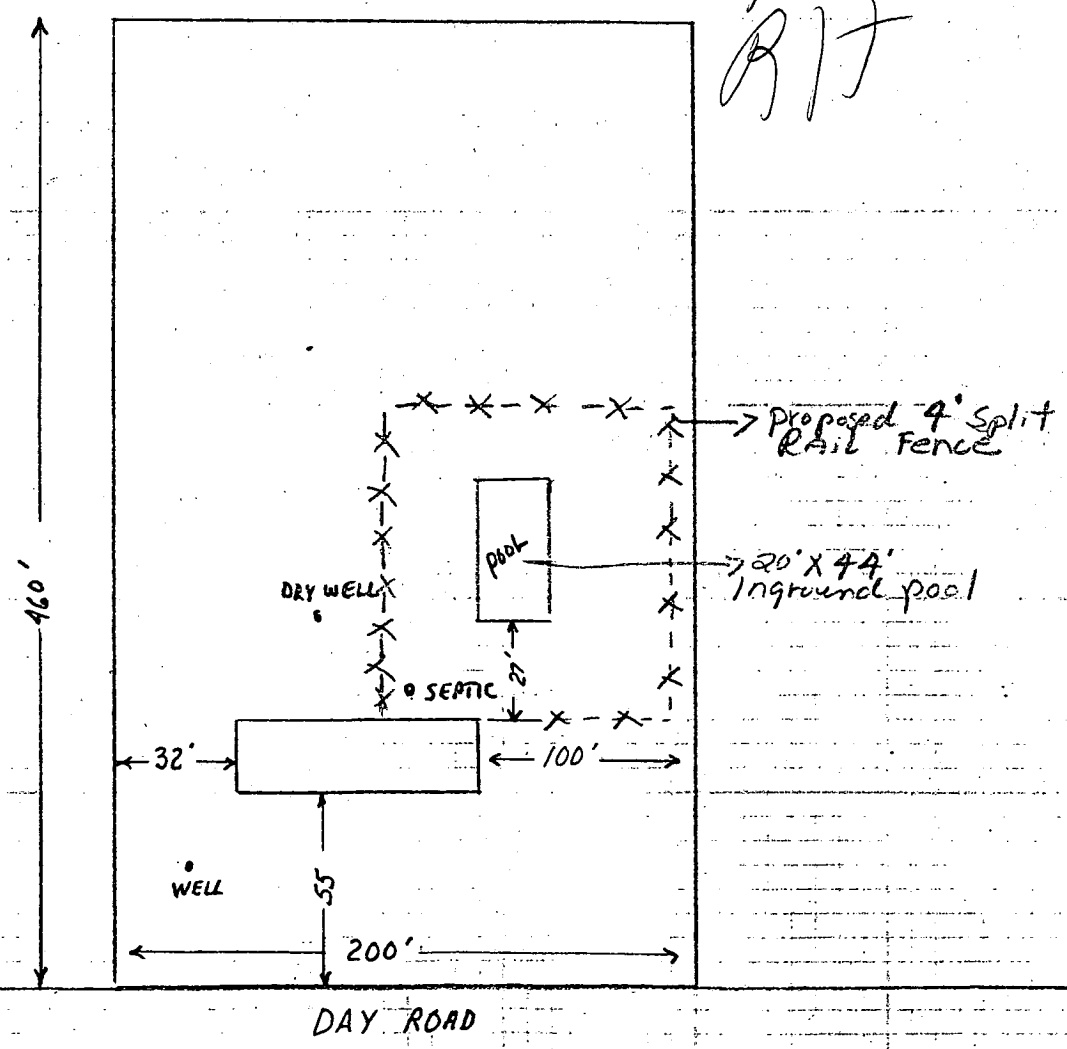 Proposed 4' Split
RAil Fence
POOL
20' X 44'
Inground pool
DRY WELL
460'
27'
SEPTIC
32'
100'
WELL
55
200'
DAY ROAD